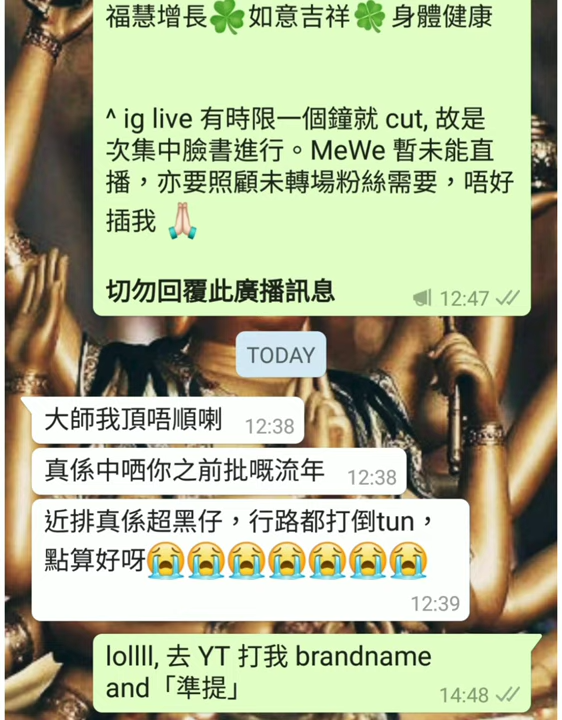 福慧增長🍀如意吉祥🍀身體健康
^ ig live 有時限一個鐘就 cut, 故是
次集中臉書進行。MeWe 暫未能直
播，亦要照顧未轉場粉絲需要，唔好
插我 🙏🏻
切勿回覆此廣播訊息
12:47
TODAY
大師我頂唔順喇 12:38
真係中哂你之前批嘅流年 12:38
近排真係超黑仔，行路都打倒tun，
點算好呀😭😭😭😭😭😭😭
12:39
lollll, 去 YT 打我 brandname
and「準提」 14:48